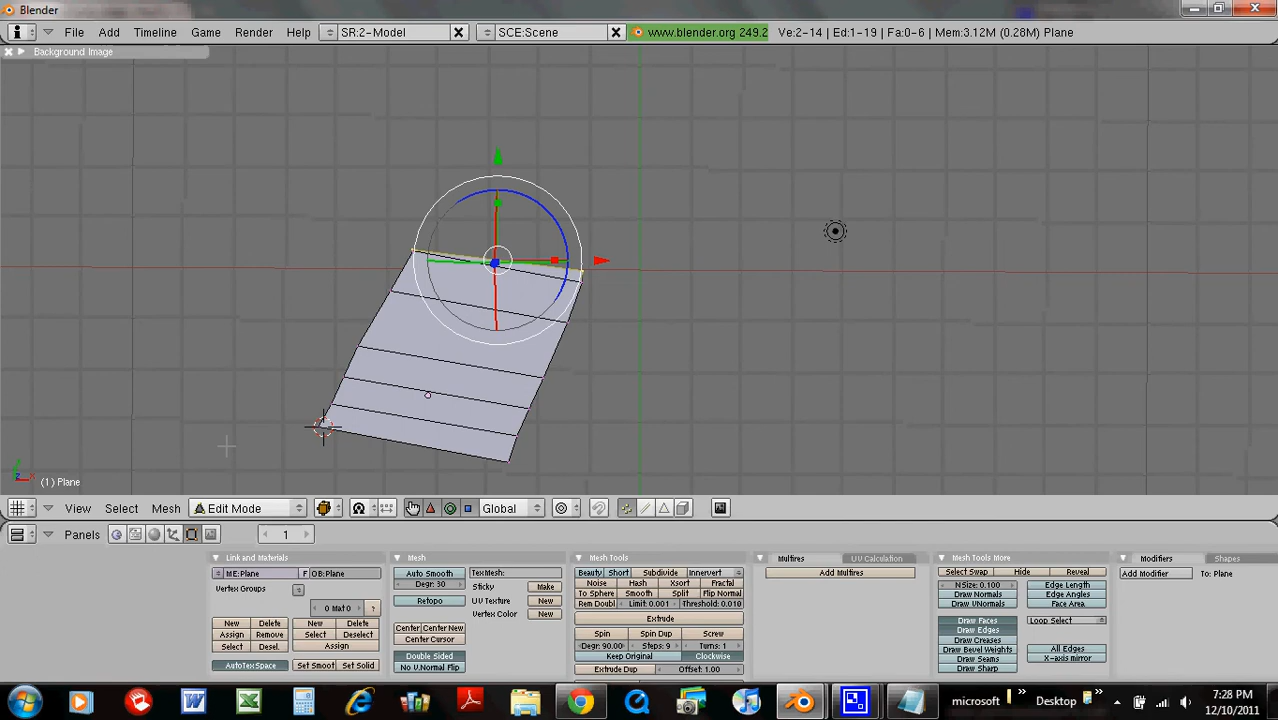 Blender
File Add Timeline Game Render Help SR:2-Model SCE:Scene www.blender.org 249.2 Ve:2-14 | Ed:1-19 | Fa:0-6 | Mem:3.12M (0.28M) Plane
Background Image
(1) Plane
View Select Mesh Edit Mode Global
Panels 1
Link and Materials Mesh Mesh Tools Multires UV Calculation Mesh Tools More Modifiers Shapes
ME:Plane F OB:Plane Auto Smooth TexMesh: Beauty Short Subdivide Innervert Add Multires Select Swap Hide Reveal Add Modifier To: Plane
Degr: 30 Sticky Make Noise Hash Xsort Fractal NSize: 0.100 Edge Length
Vertex Groups UV Texture New To Sphere Smooth Split Flip Normal Draw Normals Edge Angles
0 Mat 0 ? Retopo Vertex Color New Rem Doubl Limit: 0.001 Threshold: 0.010 Draw VNormals Face Area
New Delete New Delete Center Center New Extrude Draw Faces Loop Select
Assign Remove Select Deselect Center Cursor Spin Spin Dup Screw Draw Edges
Select Desel. Assign Degr: 90.00 Steps: 9 Turns: 1 Draw Creases
Double Sided Keep Original Clockwise Draw Bevel Weights All Edges
AutoTexSpace Set Smoot Set Solid No V.Normal Flip Extrude Dup Offset: 1.00 Draw Seams X-axis mirror
Draw Sharp
microsoft » Desktop » 7:28 PM
12/10/2011